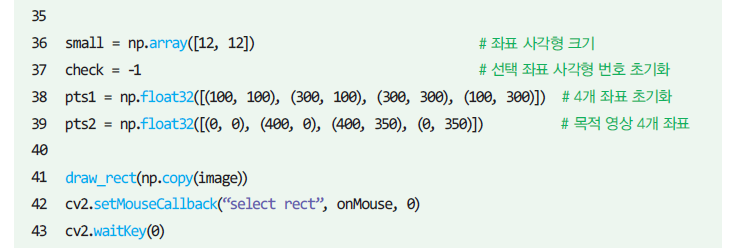 35
36 small = np.array([12, 12]) # 좌표 사각형 크기
37 check = -1 # 선택 좌표 사각형 번호 초기화
38 pts1 = np.float32([(100, 100), (300, 100), (300, 300), (100, 300)]) # 4개 좌표 초기화
39 pts2 = np.float32([(0, 0), (400, 0), (400, 350), (0, 350)]) # 목적 영상 4개 좌표
40
41 draw_rect(np.copy(image))
42 cv2.setMouseCallback(“select rect”, onMouse, 0)
43 cv2.waitKey(0)